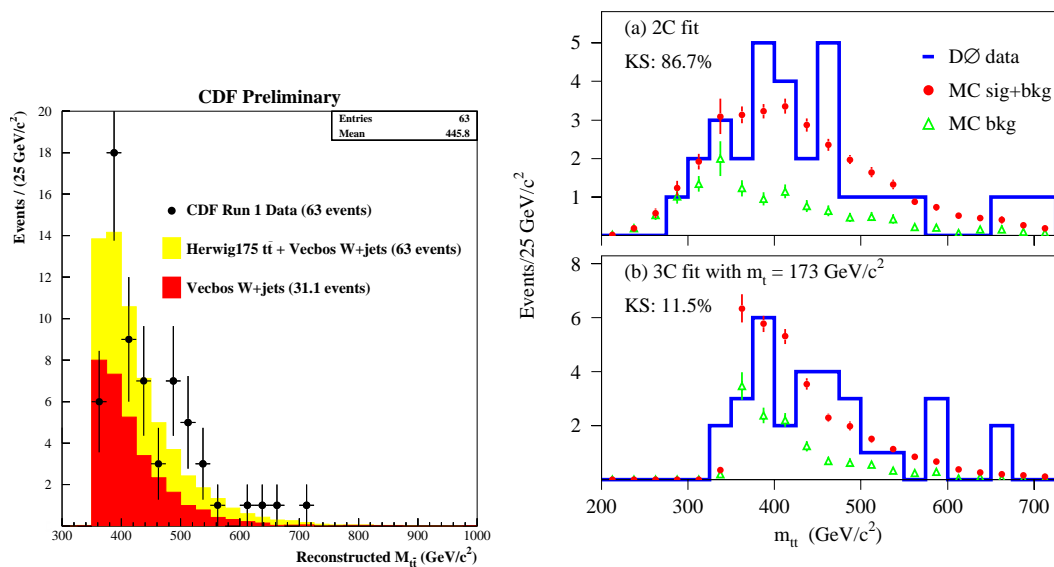 CDF Preliminary
Entries 63
Mean 445.8
Events / (25 GeV/c²)
20
18
16
14
12
10
8
6
4
2
CDF Run 1 Data (63 events)
Herwig175 tt̄ + Vecbos W+jets (63 events)
Vecbos W+jets (31.1 events)
300 400 500 600 700 800 900 1000
Reconstructed Mtt̄ (GeV/c²)
Events/25 GeV/c²
(a) 2C fit
KS: 86.7%
DØ data
MC sig+bkg
MC bkg
5
4
3
2
1
0
(b) 3C fit with mt = 173 GeV/c²
KS: 11.5%
6
4
2
0
200 300 400 500 600 700
mtt (GeV/c²)